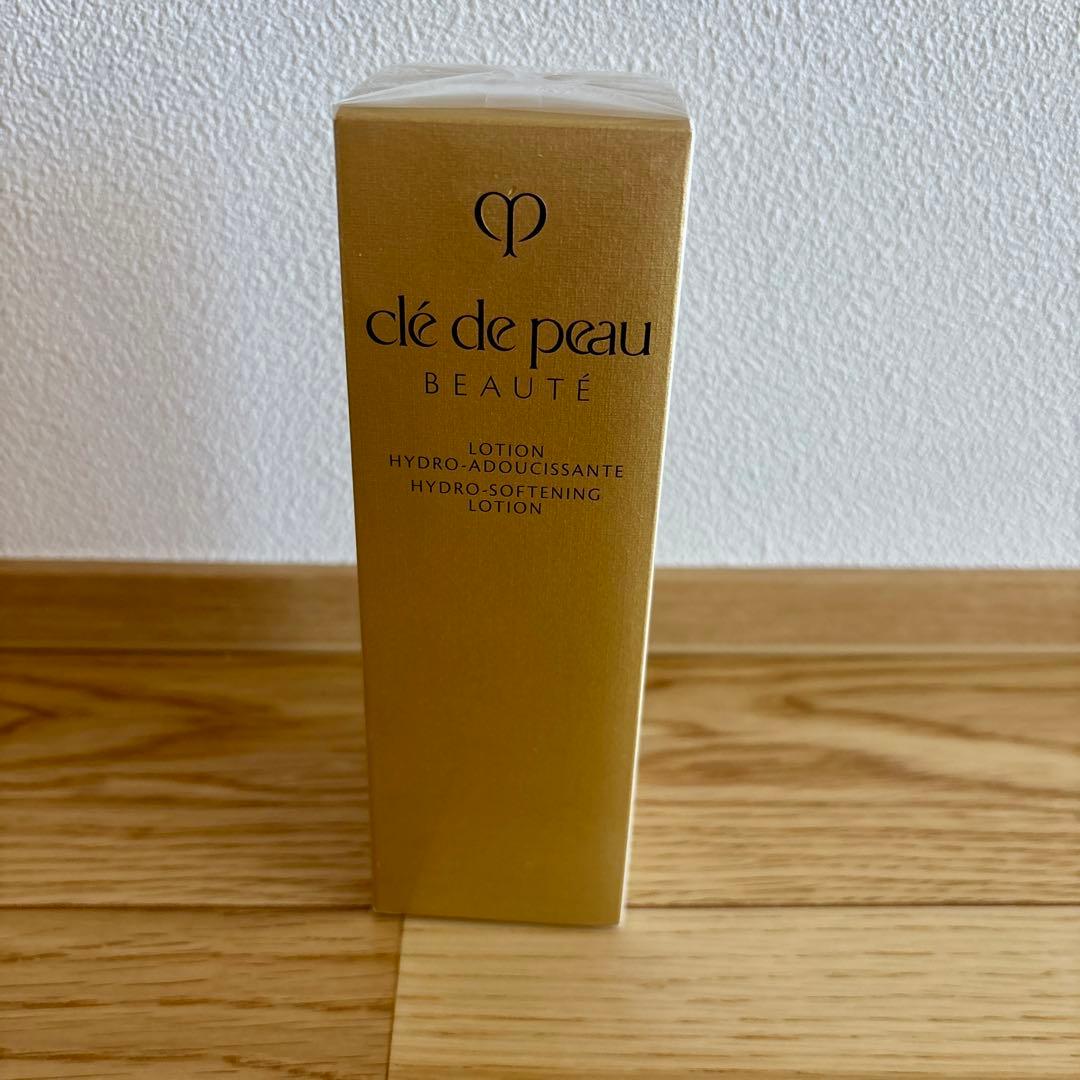 clé de peau
BEAUTÉ
LOTION
HYDRO-ADOUCISSANTE
HYDRO-SOFTENING
LOTION